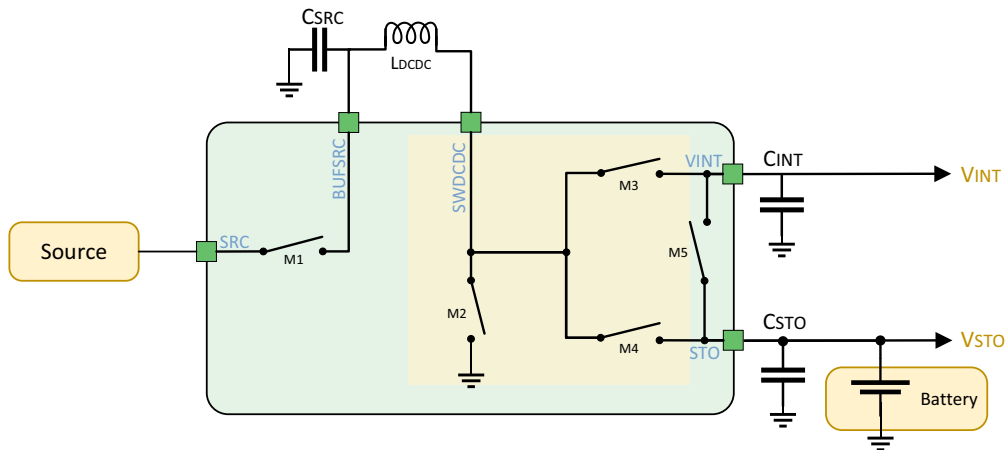 CSRC
LDCDC
BUFSRC
SWDCDC
VINT
CINT
VINT
M3
SRC
Source
M1
M5
M2
M4
STO
CSTO
VSTO
Battery